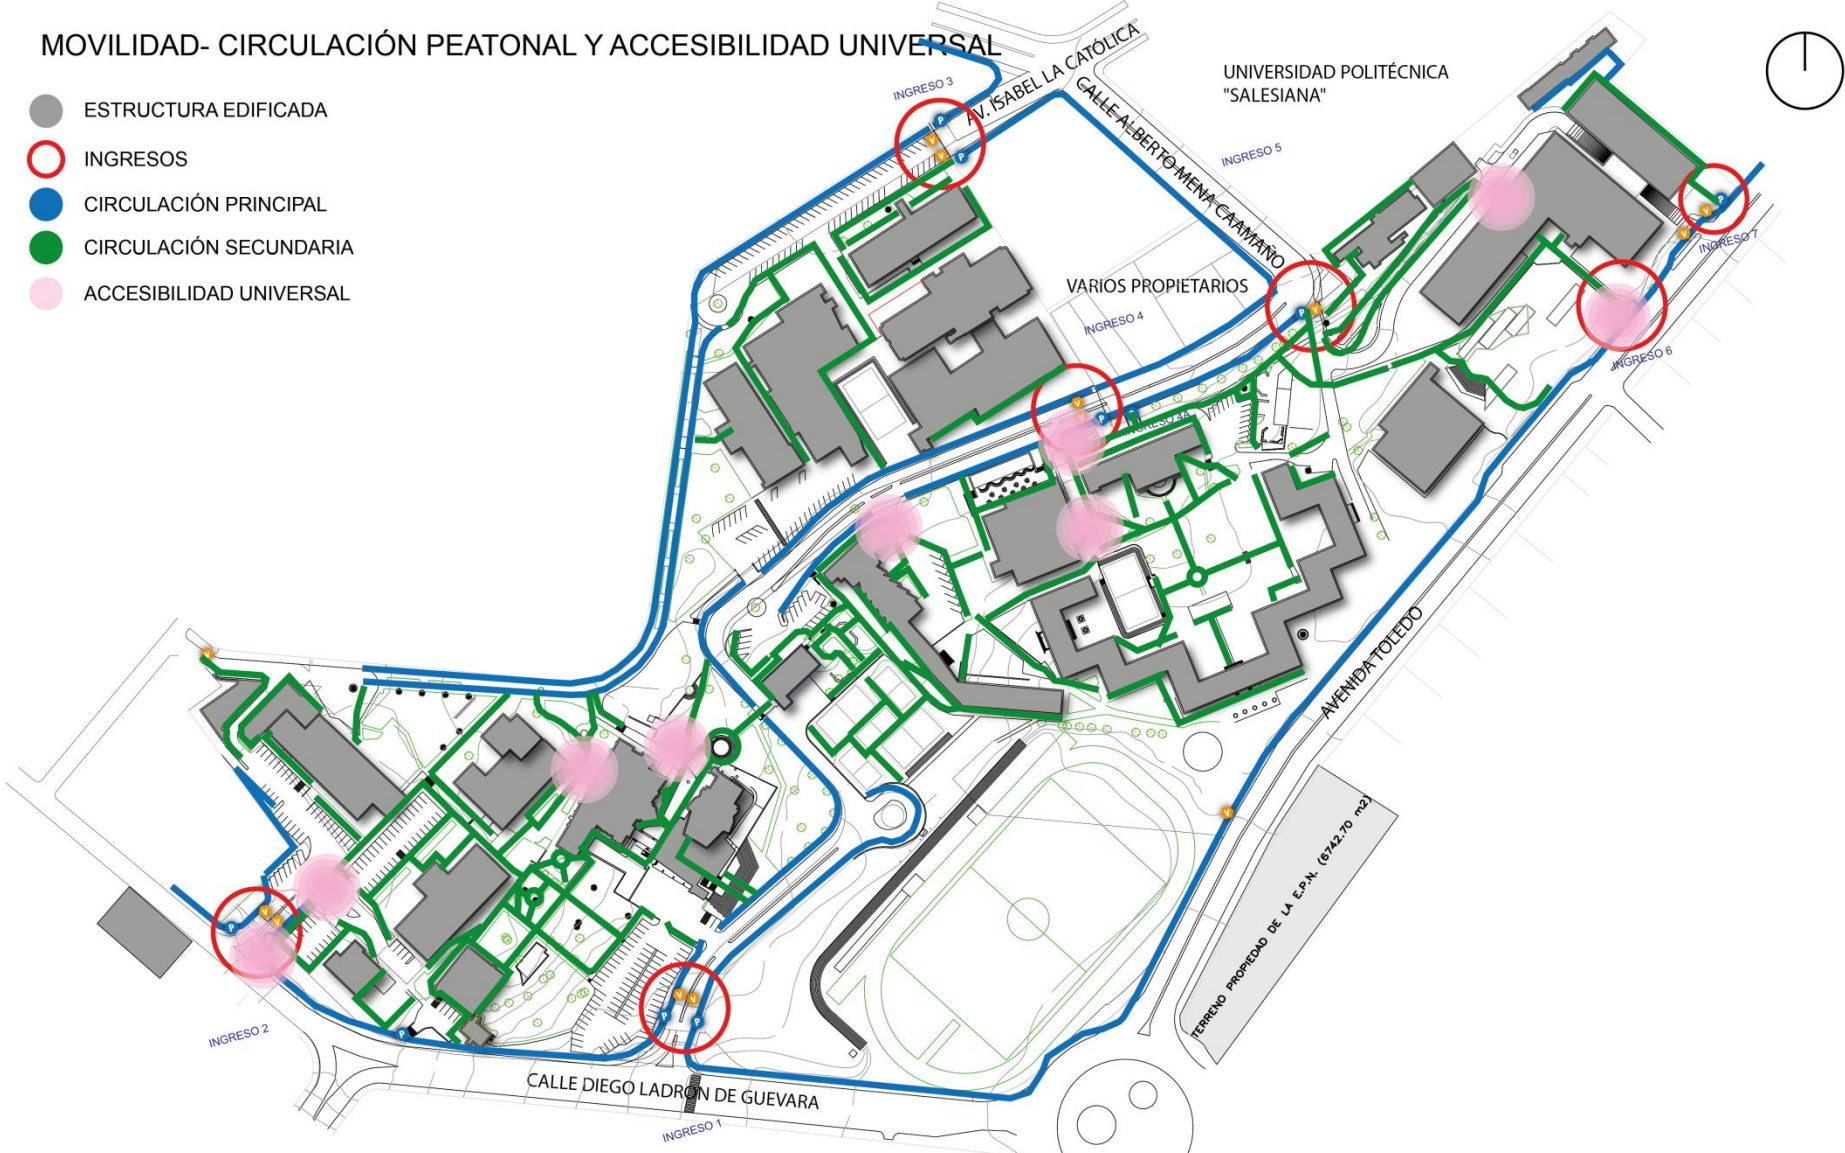 MOVILIDAD- CIRCULACIÓN PEATONAL Y ACCESIBILIDAD UNIVERSAL
ESTRUCTURA EDIFICADA
INGRESOS
CIRCULACIÓN PRINCIPAL
CIRCULACIÓN SECUNDARIA
ACCESIBILIDAD UNIVERSAL
INGRESO 3
AV. ISABEL LA CATÓLICA
CALLE ALBERTO MENA CAAMAÑO
UNIVERSIDAD POLITÉCNICA
"SALESIANA"
INGRESO 5
VARIOS PROPIETARIOS
INGRESO 4
INGRESO 4A
INGRESO 7
INGRESO 6
AVENIDA TOLEDO
TERRENO PROPIEDAD DE LA E.P.N. (6742.70 m2)
INGRESO 2
CALLE DIEGO LADRON DE GUEVARA
INGRESO 1
P
V
V
P
P
V
V
P
P
V
V
V
P
V
V
V
P
P
V
V
P
P
V